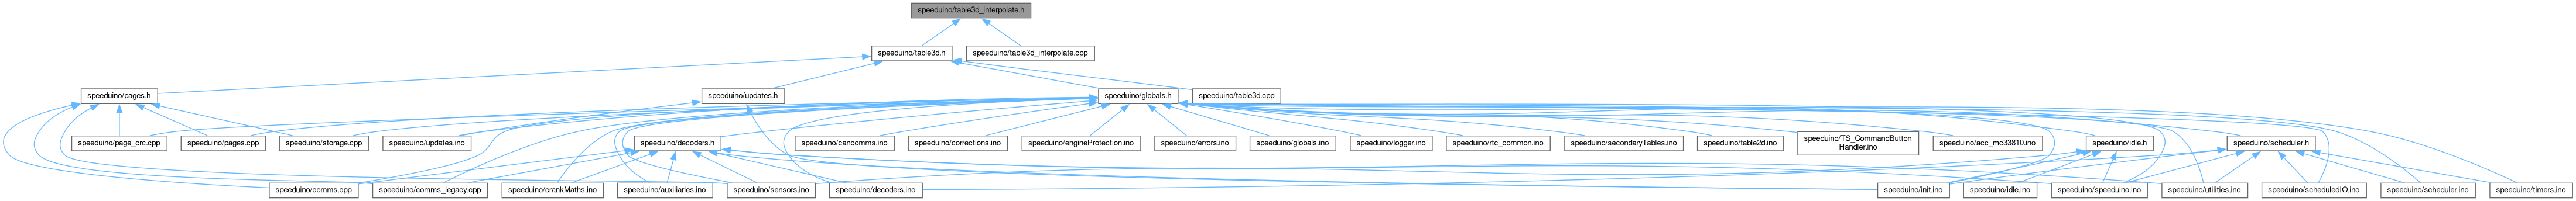 speeduino/table3d_interpolate.h
speeduino/table3d.h
speeduino/table3d_interpolate.cpp
speeduino/pages.h
speeduino/updates.h
speeduino/globals.h
speeduino/table3d.cpp
speeduino/page_crc.cpp
speeduino/pages.cpp
speeduino/storage.cpp
speeduino/updates.ino
speeduino/decoders.h
speeduino/cancomms.ino
speeduino/corrections.ino
speeduino/engineProtection.ino
speeduino/errors.ino
speeduino/globals.ino
speeduino/logger.ino
speeduino/rtc_common.ino
speeduino/secondaryTables.ino
speeduino/table2d.ino
speeduino/TS_CommandButton
Handler.ino
speeduino/acc_mc33810.ino
speeduino/idle.h
speeduino/scheduler.h
speeduino/comms.cpp
speeduino/comms_legacy.cpp
speeduino/crankMaths.ino
speeduino/auxiliaries.ino
speeduino/sensors.ino
speeduino/decoders.ino
speeduino/init.ino
speeduino/idle.ino
speeduino/speeduino.ino
speeduino/utilities.ino
speeduino/scheduledIO.ino
speeduino/scheduler.ino
speeduino/timers.ino